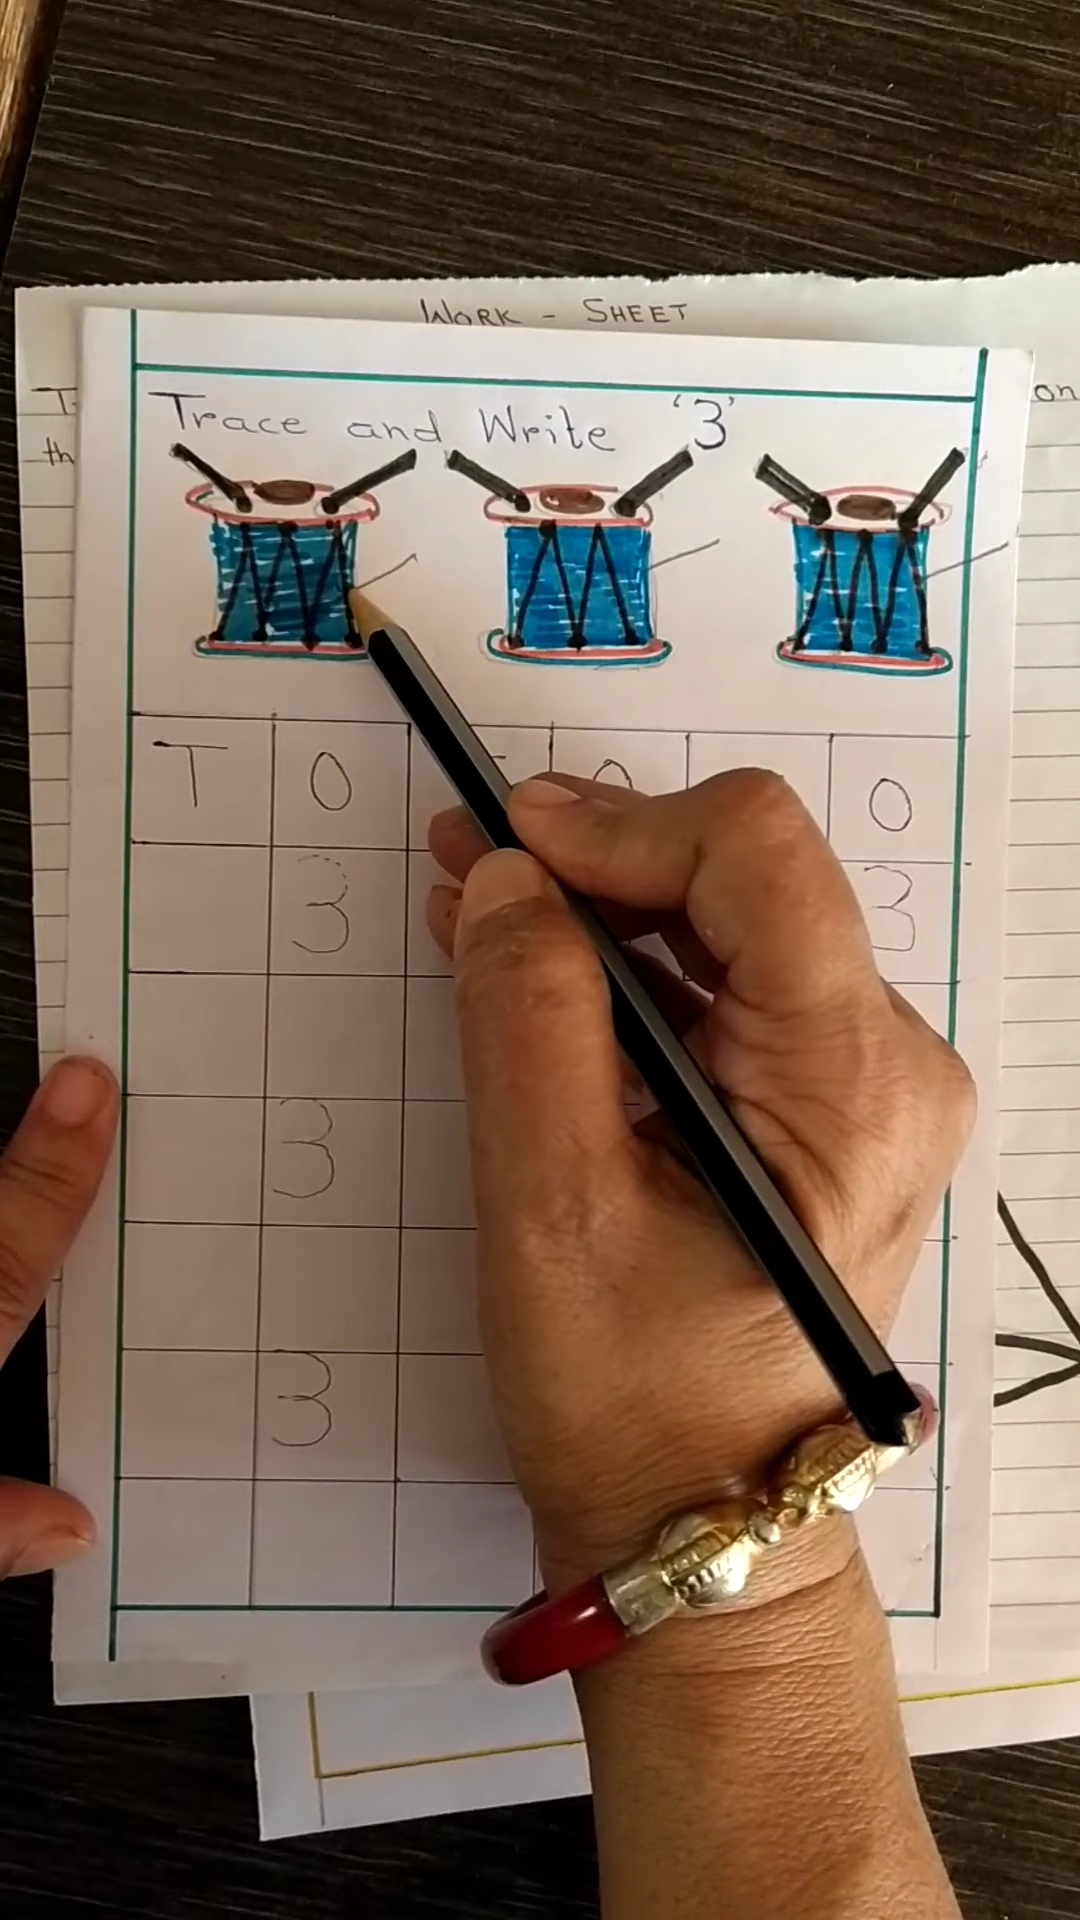 WORK - SHEET
on
th
Trace and Write '3'
T O O O
3 3
3
3